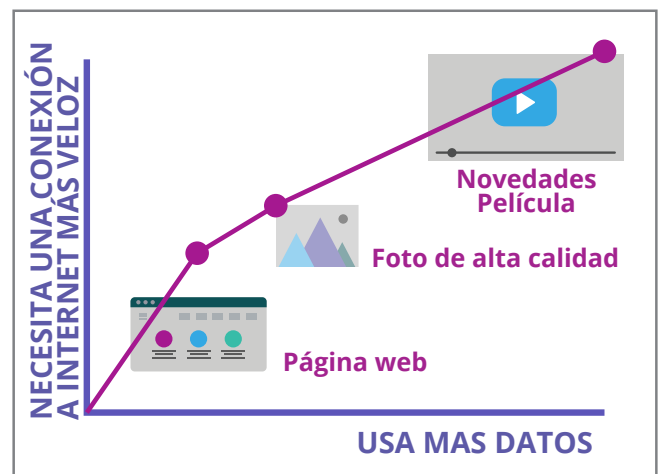 NECESITA UNA CONEXIÓN
A INTERNET MÁS VELOZ
Novedades
Película
Foto de alta calidad
Página web
USA MAS DATOS